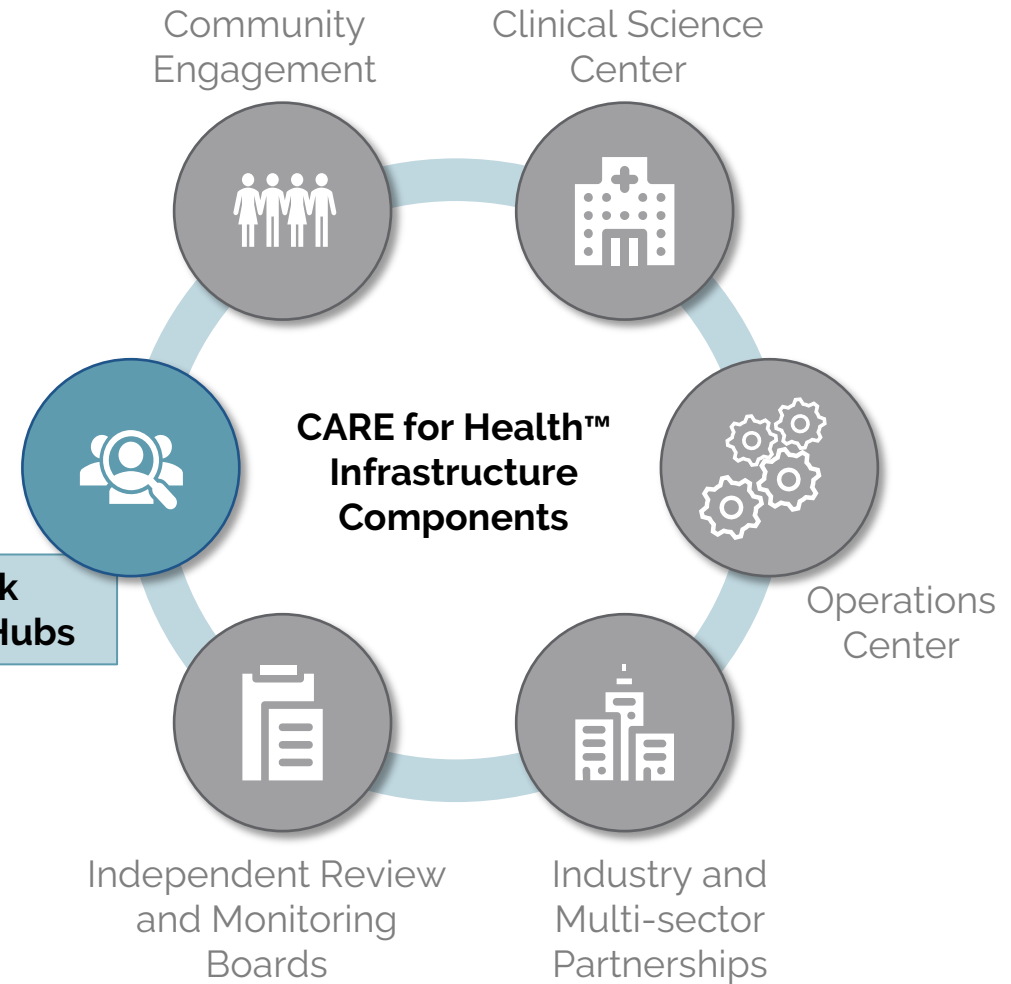 Community
Engagement
Clinical Science
Center
CARE for Health™
Infrastructure
Components
Hubs
Operations
Center
Independent Review
and Monitoring
Boards
Industry and
Multi-sector
Partnerships